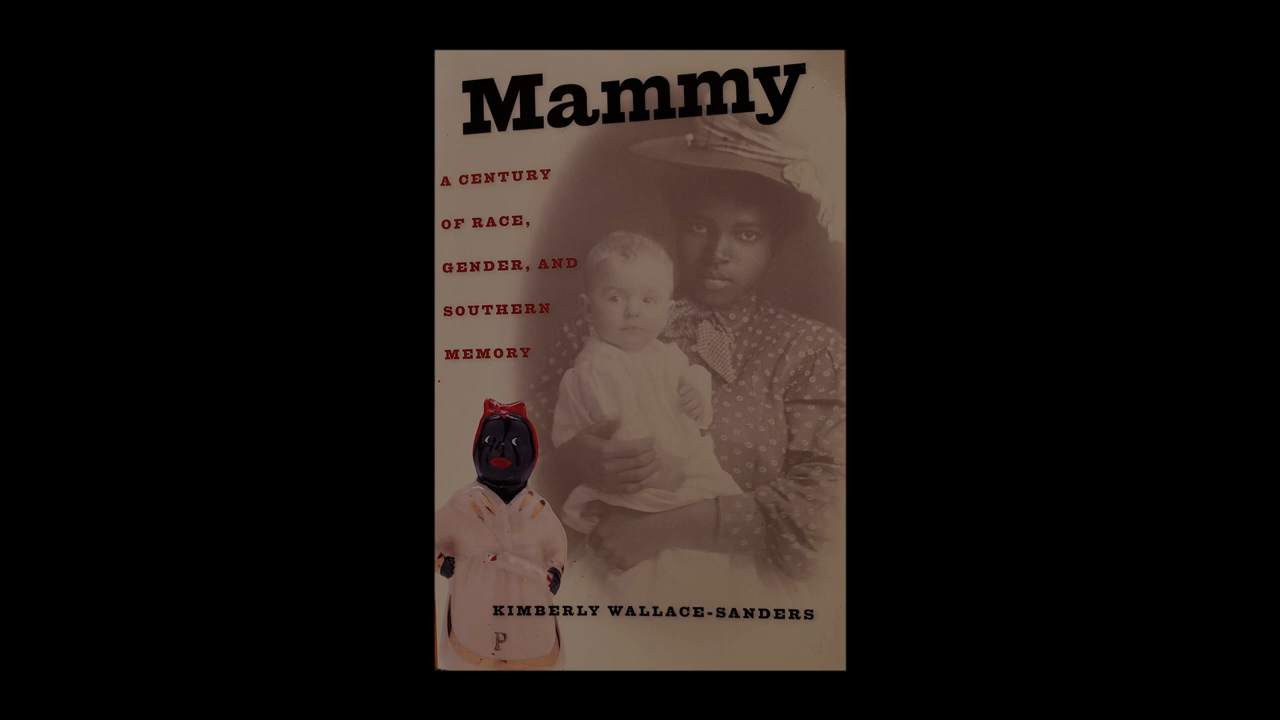 Mammy
A CENTURY
OF RACE,
GENDER, AND
SOUTHERN
MEMORY
KIMBERLY WALLACE-SANDERS
P